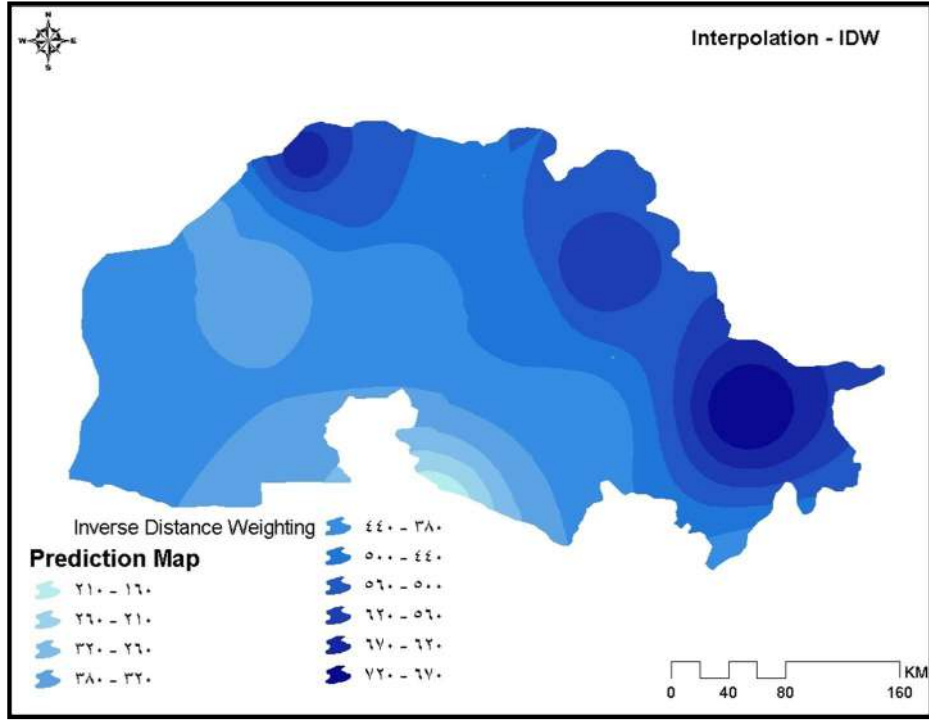 N
W E
S
Interpolation - IDW
Inverse Distance Weighting
Prediction Map
٢١٠ - ١٦٠
٢٦٠ - ٢١٠
٣٢٠ - ٢٦٠
٣٨٠ - ٣٢٠
٤٤٠ - ٣٨٠
٥٠٠ - ٤٤٠
٥٦٠ - ٥٠٠
٦٢٠ - ٥٦٠
٦٧٠ - ٦٢٠
٧٢٠ - ٦٧٠
KM
0 40 80 160